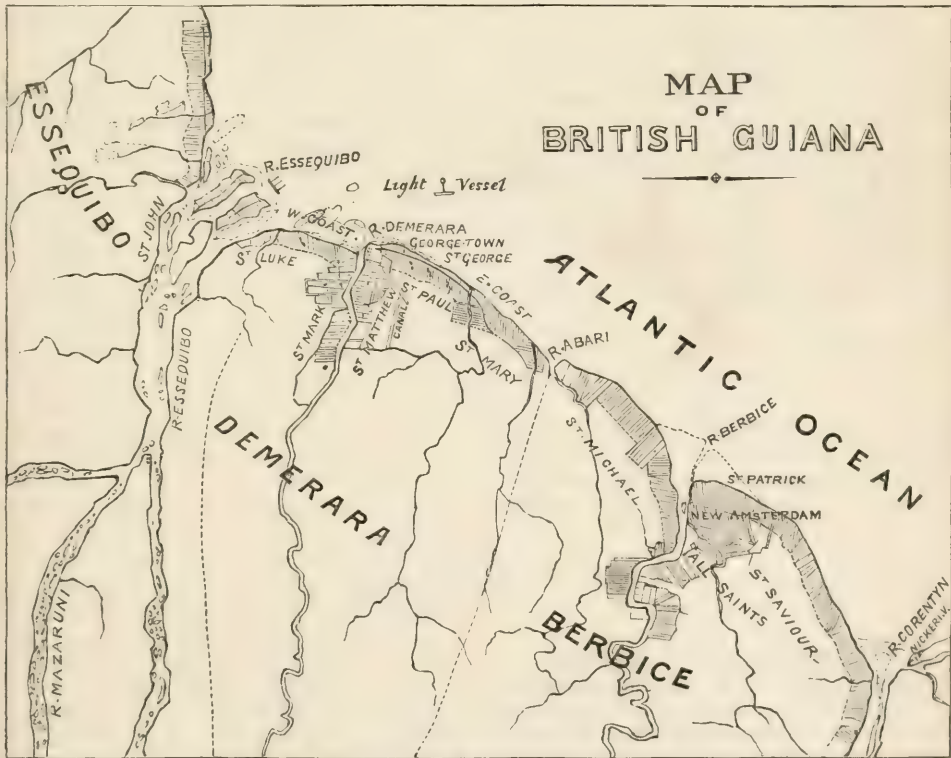 MAP
OF
BRITISH GUIANA
ESSEQUIBO
R. ESSEQUIBO
Light Vessel
ST JOHN
W. COAST
R. DEMERARA
GEORGE-TOWN
ST GEORGE
ST LUKE
E. COAST
ATLANTIC OCEAN
ST MARK
ST MATTHEW
CANALS
ST PAUL
ST MARY
R. ABARI
R. ESSEQUIBO
DEMERARA
ST MICHAEL
R. BERBICE
ST PATRICK
NEW AMSTERDAM
ALL SAINTS
ST SAVIOUR
BERBICE
R. MAZARUNI
R. CORENTYN